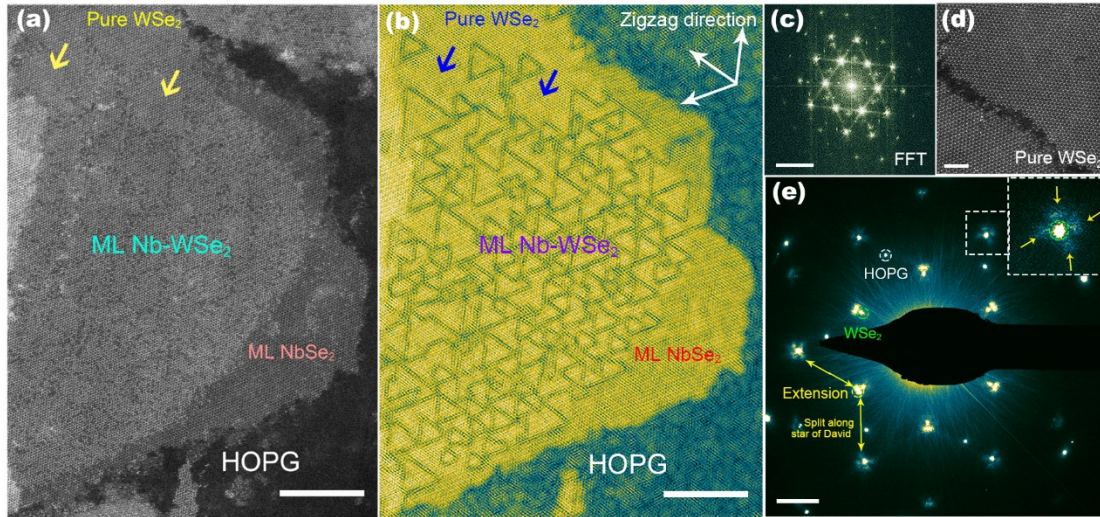 (a)
Pure WSe₂
ML Nb-WSe₂
ML NbSe₂
HOPG
(b)
Pure WSe₂
Zigzag direction
ML Nb-WSe₂
ML NbSe₂
HOPG
(c)
FFT
(d)
Pure WSe₂
(e)
HOPG
WSe₂
Extension
Split along
star of David